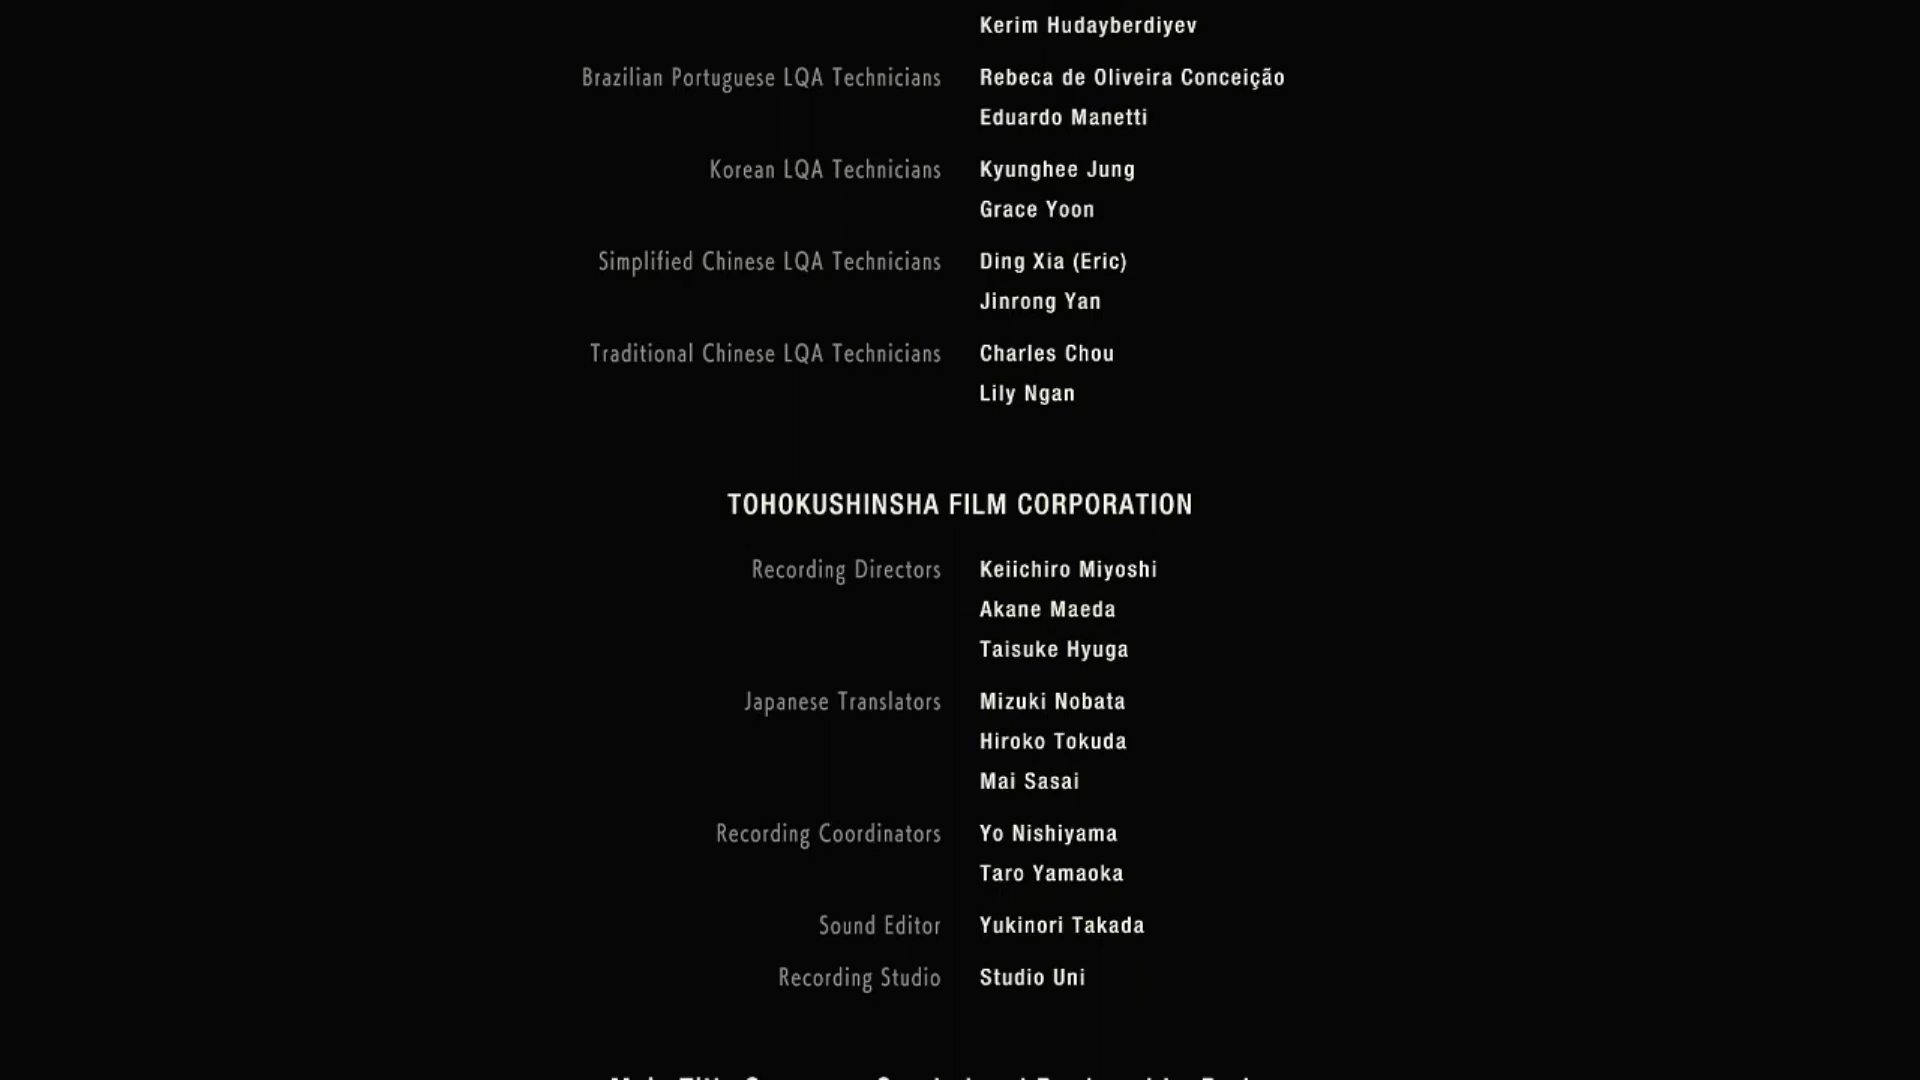 Kerim Hudayberdiyev
Brazilian Portuguese LQA Technicians Rebeca de Oliveira Conceição
Eduardo Manetti
Korean LQA Technicians Kyunghee Jung
Grace Yoon
Simplified Chinese LQA Technicians Ding Xia (Eric)
Jinrong Yan
Traditional Chinese LQA Technicians Charles Chou
Lily Ngan
TOHOKUSHINSHA FILM CORPORATION
Recording Directors Keiichiro Miyoshi
Akane Maeda
Taisuke Hyuga
Japanese Translators Mizuki Nobata
Hiroko Tokuda
Mai Sasai
Recording Coordinators Yo Nishiyama
Taro Yamaoka
Sound Editor Yukinori Takada
Recording Studio Studio Uni